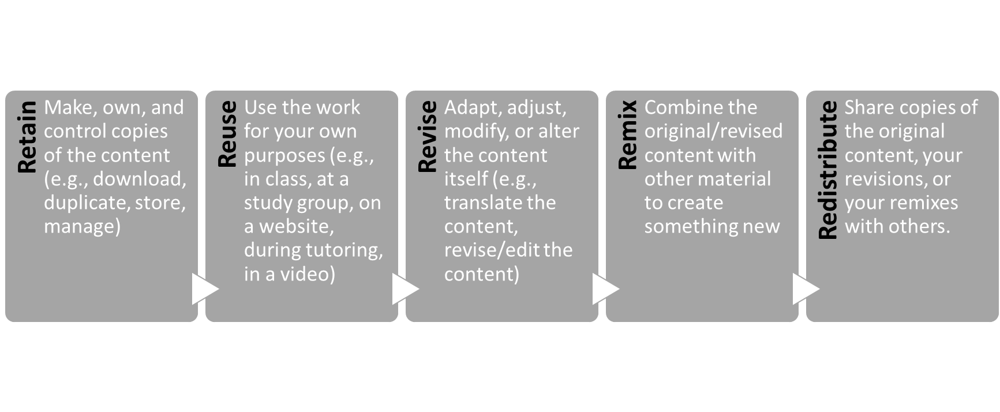 Retain
Make, own, and
control copies
of the content
(e.g., download,
duplicate, store,
manage)
Reuse
Use the work
for your own
purposes (e.g.,
in class, at a
study group, on
a website,
during tutoring,
in a video)
Revise
Adapt, adjust,
modify, or alter
the content
itself (e.g.,
translate the
content,
revise/edit the
content)
Remix
Combine the
original/revised
content with
other material
to create
something new
Redistribute
Share copies of
the original
content, your
revisions, or
your remixes
with others.